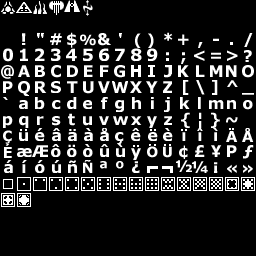 ! " # $ % & ' ( ) * + , - . /
0 1 2 3 4 5 6 7 8 9 : ; < = > ?
@ A B C D E F G H I J K L M N O
P Q R S T U V W X Y Z [ \ ] ^ _
` a b c d e f g h i j k l m n o
p q r s t u v w x y z { | } ~
Ç ü é â ä à å ç ê ë è ï î ì Ä Å
É æ Æ ô ö ò û ù ÿ Ö Ü ¢ £ ¥ P ƒ
á í ó ú ñ Ñ ª º ¿ ⌐ ¬ ½ ¼ ¡ « »